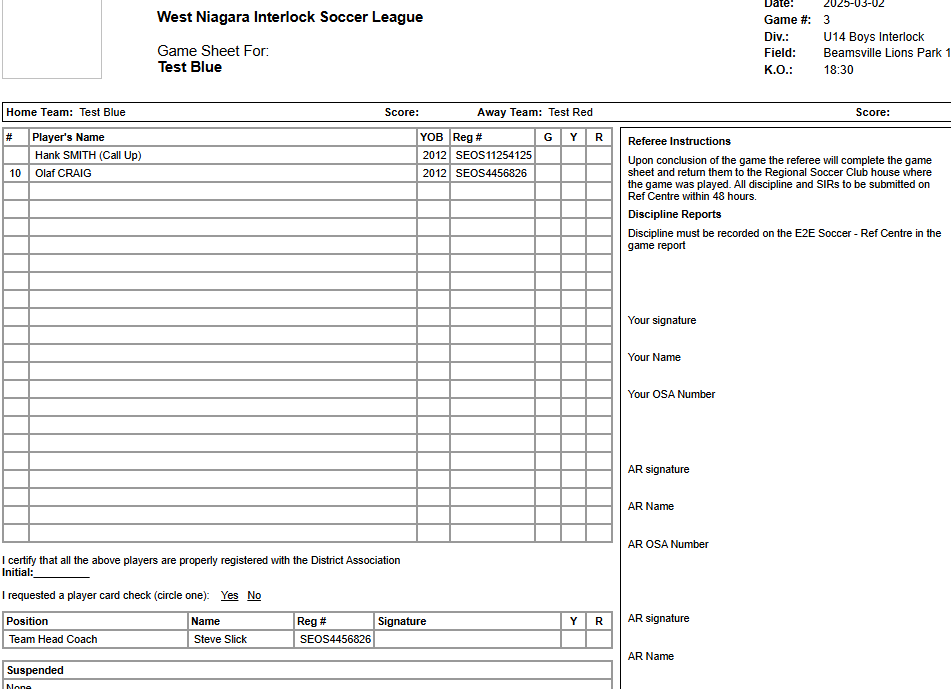 West Niagara Interlock Soccer League
Game Sheet For:
Test Blue
Date: 2025-03-02
Game #: 3
Div.: U14 Boys Interlock
Field: Beamsville Lions Park 1
K.O.: 18:30
Home Team: Test Blue Score: Away Team: Test Red Score:
# Player's Name YOB Reg # G Y R
Hank SMITH (Call Up) 2012 SEOS11254125
10 Olaf CRAIG 2012 SEOS4456826
I certify that all the above players are properly registered with the District Association
Initial:__________
I requested a player card check (circle one): Yes No
Position Name Reg # Signature Y R
Team Head Coach Steve Slick SEOS4456826
Suspended
None
Referee Instructions
Upon conclusion of the game the referee will complete the game
sheet and return them to the Regional Soccer Club house where
the game was played. All discipline and SIRs to be submitted on
Ref Centre within 48 hours.
Discipline Reports
Discipline must be recorded on the E2E Soccer - Ref Centre in the
game report
Your signature
Your Name
Your OSA Number
AR signature
AR Name
AR OSA Number
AR signature
AR Name